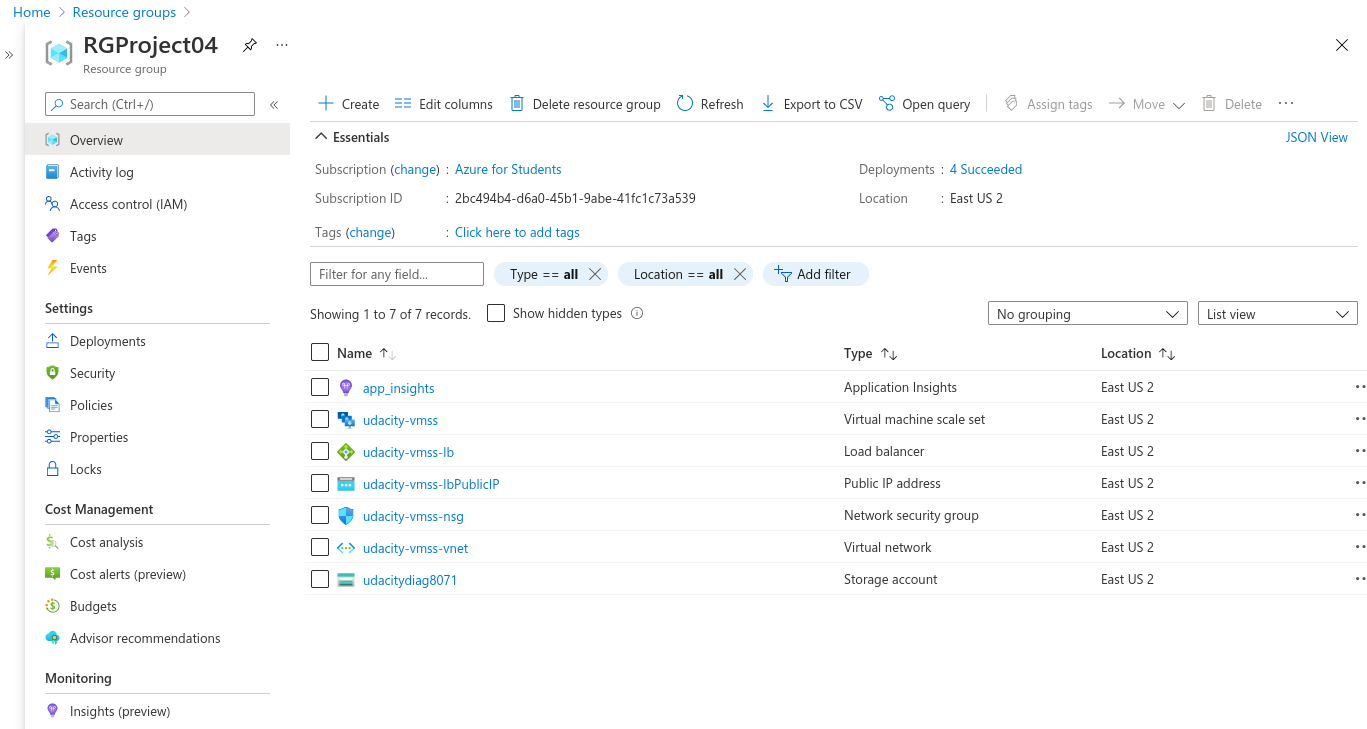 Home > Resource groups >
»
RGProject04 ...
Resource group
Search (Ctrl+/) «
Overview
Activity log
Access control (IAM)
Tags
Events
Settings
Deployments
Security
Policies
Properties
Locks
Cost Management
Cost analysis
Cost alerts (preview)
Budgets
Advisor recommendations
Monitoring
Insights (preview)
Create Edit columns Delete resource group Refresh Export to CSV Open query Assign tags Move Delete ...
Essentials JSON View
Subscription (change) : Azure for Students Deployments : 4 Succeeded
Subscription ID : 2bc494b4-d6a0-45b1-9abe-41fc1c73a539 Location : East US 2
Tags (change) : Click here to add tags
Filter for any field... Type == all Location == all Add filter
Showing 1 to 7 of 7 records. Show hidden types No grouping List view
Name ↑↓ Type ↑↓ Location ↑↓
app_insights Application Insights East US 2
udacity-vmss Virtual machine scale set East US 2
udacity-vmss-lb Load balancer East US 2
udacity-vmss-lbPublicIP Public IP address East US 2
udacity-vmss-nsg Network security group East US 2
udacity-vmss-vnet Virtual network East US 2
udacitydiag8071 Storage account East US 2